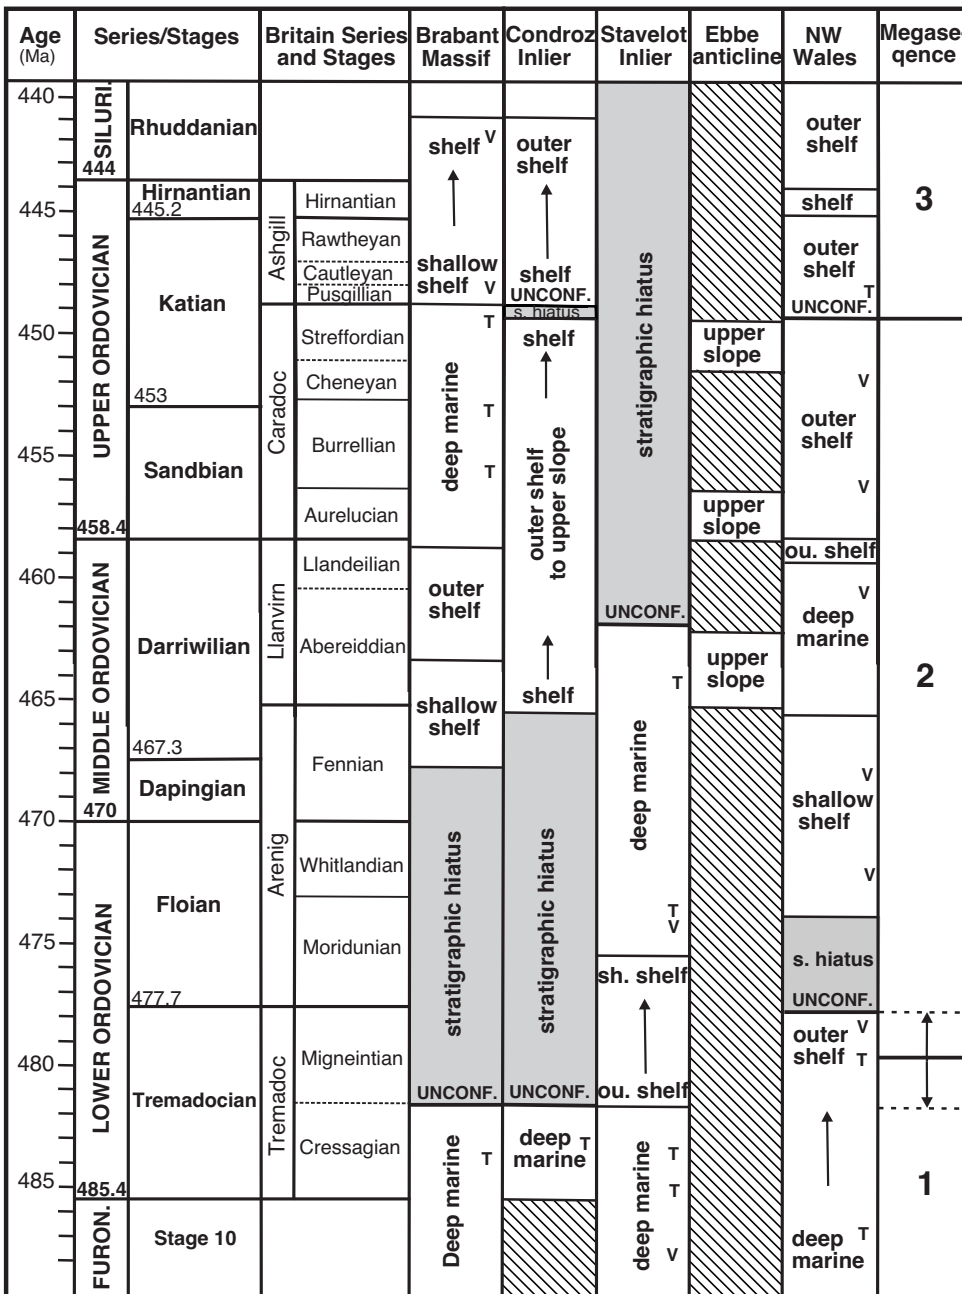 Age
(Ma)
Series/Stages
Britain Series
and Stages
Brabant
Massif
Condroz
Inlier
Stavelot
Inlier
Ebbe
anticline
NW
Wales
Megase-
qence
440
445
450
455
460
465
470
475
480
485
SILURI.
444
UPPER ORDOVICIAN
458.4
MIDDLE ORDOVICIAN
470
LOWER ORDOVICIAN
485.4
FURON.
Rhuddanian
Hirnantian
445.2
Katian
453
Sandbian
Darriwilian
467.3
Dapingian
Floian
477.7
Tremadocian
Stage 10
Ashgill
Caradoc
Llanvirn
Arenig
Tremadoc
Hirnantian
Rawtheyan
Cautleyan
Pusgillian
Streffordian
Cheneyan
Burrellian
Aurelucian
Llandeilian
Abereiddian
Fennian
Whitlandian
Moridunian
Migneintian
Cressagian
shelf V
shallow
shelf V
T
deep marine
T
T
outer
shelf
shallow
shelf
stratigraphic hiatus
UNCONF.
Deep marine
T
outer
shelf
shelf
UNCONF.
s. hiatus
shelf
outer shelf
to upper slope
shelf
stratigraphic hiatus
UNCONF.
deep T
marine
stratigraphic hiatus
UNCONF.
T
deep marine
T
V
sh. shelf
ou. shelf
deep marine
T
T
V
upper
slope
upper
slope
upper
slope
outer
shelf
shelf
outer
shelf
T
UNCONF.
V
outer
shelf
V
ou. shelf
V
deep
marine
V
shallow
shelf
V
s. hiatus
UNCONF.
outer V
shelf T
deep T
marine
3
2
1